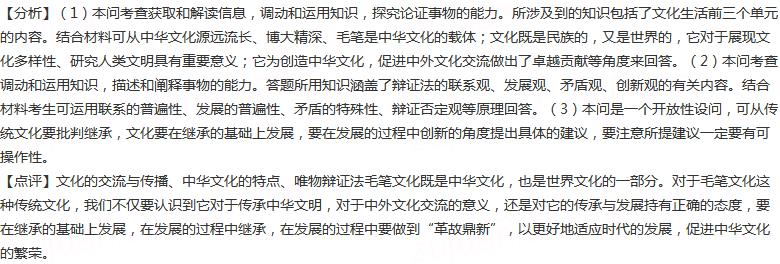 【分析】（1）本问考查获取和解读信息，调动和运用知识，探究论证事物的能力。所涉及到的知识包括了文化生活前三个单元
的内容。结合材料可从中华文化源远流长、博大精深、毛笔是中华文化的载体；文化既是民族的，又是世界的，它对于展现文
化多样性、研究人类文明具有重要意义；它为创造中华文化，促进中外文化交流做出了卓越贡献等角度来回答。（2）本问考查
调动和运用知识，描述和阐释事物的能力。答题所用知识涵盖了辩证法的联系观、发展观、矛盾观、创新观的有关内容。结合
材料考生可运用联系的普遍性、发展的普遍性、矛盾的特殊性、辩证否定观等原理回答。（3）本问是一个开放性设问，可从传
统文化要批判继承，文化要在继承的基础上发展，要在发展的过程中创新的角度提出具体的建议，要注意所提建议一定要有可
操作性。
【点评】文化的交流与传播、中华文化的特点、唯物辩证法毛笔文化既是中华文化，也是世界文化的一部分。对于毛笔文化这
种传统文化，我们不仅要认识到它对于传承中华文明，对于中外文化交流的意义，还是对它的传承与发展持有正确的态度，要
在继承的基础上发展，在发展的过程中继承，在发展的过程中要做到“革故鼎新”，以更好地适应时代的发展，促进中华文化
的繁荣。